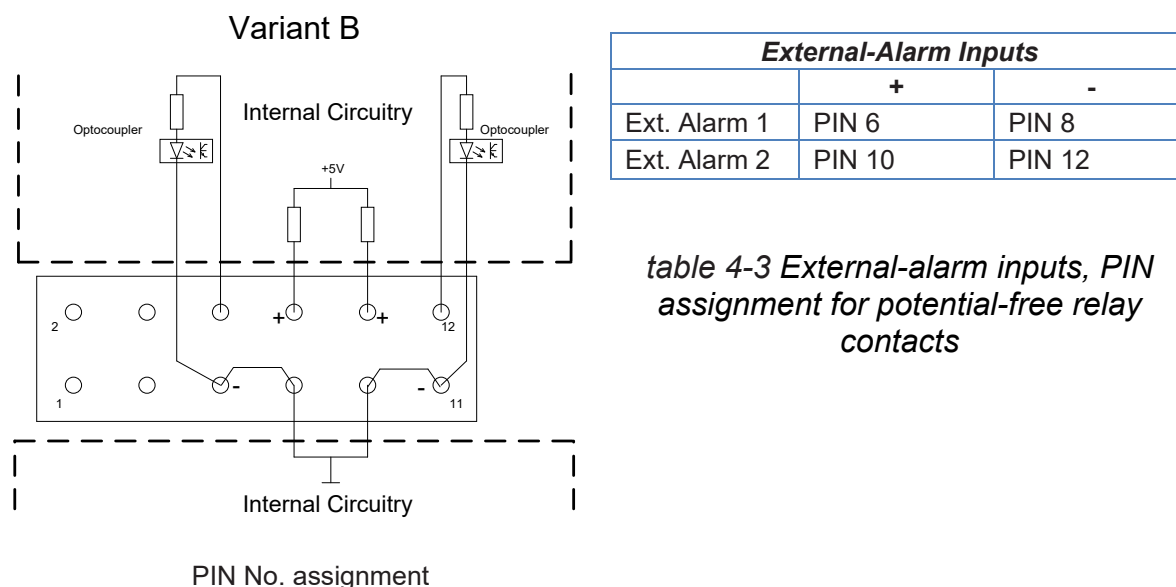 Variant B
Internal Circuitry
Optocoupler
Optocoupler
+5V
2
+
+
12
1
-
-
11
Internal Circuitry
PIN No. assignment
External-Alarm Inputs
+ -
Ext. Alarm 1 PIN 6 PIN 8
Ext. Alarm 2 PIN 10 PIN 12
table 4-3 External-alarm inputs, PIN
assignment for potential-free relay
contacts